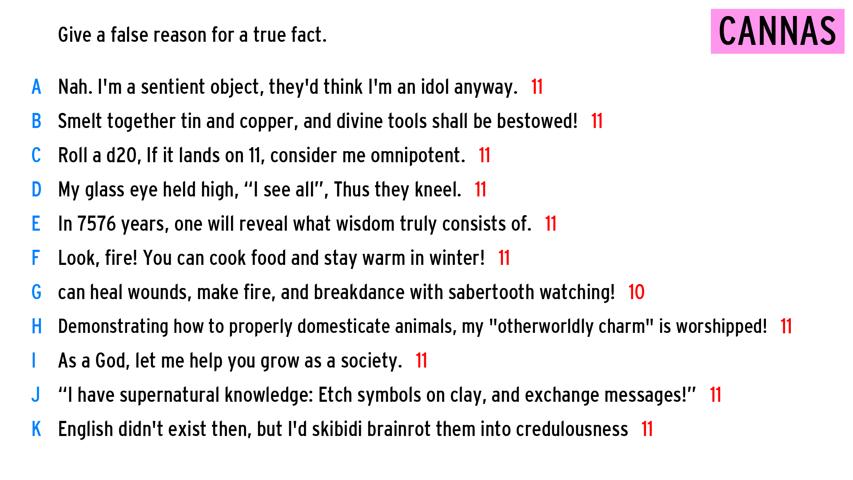 Give a false reason for a true fact.
CANNAS
A Nah. I'm a sentient object, they'd think I'm an idol anyway. 11
B Smelt together tin and copper, and divine tools shall be bestowed! 11
C Roll a d20, If it lands on 11, consider me omnipotent. 11
D My glass eye held high, “I see all”, Thus they kneel. 11
E In 7576 years, one will reveal what wisdom truly consists of. 11
F Look, fire! You can cook food and stay warm in winter! 11
G can heal wounds, make fire, and breakdance with sabertooth watching! 10
H Demonstrating how to properly domesticate animals, my "otherworldly charm" is worshipped! 11
I As a God, let me help you grow as a society. 11
J “I have supernatural knowledge: Etch symbols on clay, and exchange messages!” 11
K English didn't exist then, but I'd skibidi brainrot them into credulousness 11